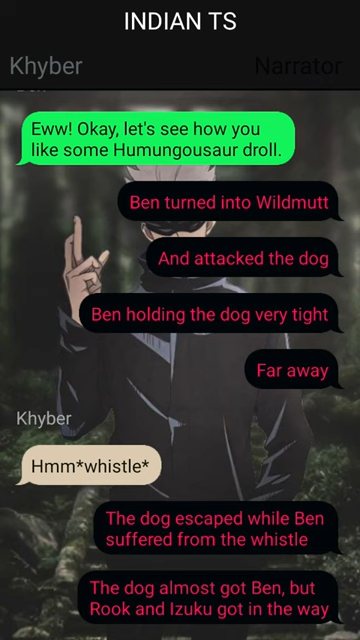 INDIAN TS
Khyber
Narrator
Eww! Okay, let's see how you
like some Humungousaur droll.
Ben turned into Wildmutt
And attacked the dog
Ben holding the dog very tight
Far away
Khyber
Hmm*whistle*
The dog escaped while Ben
suffered from the whistle
The dog almost got Ben, but
Rook and Izuku got in the way